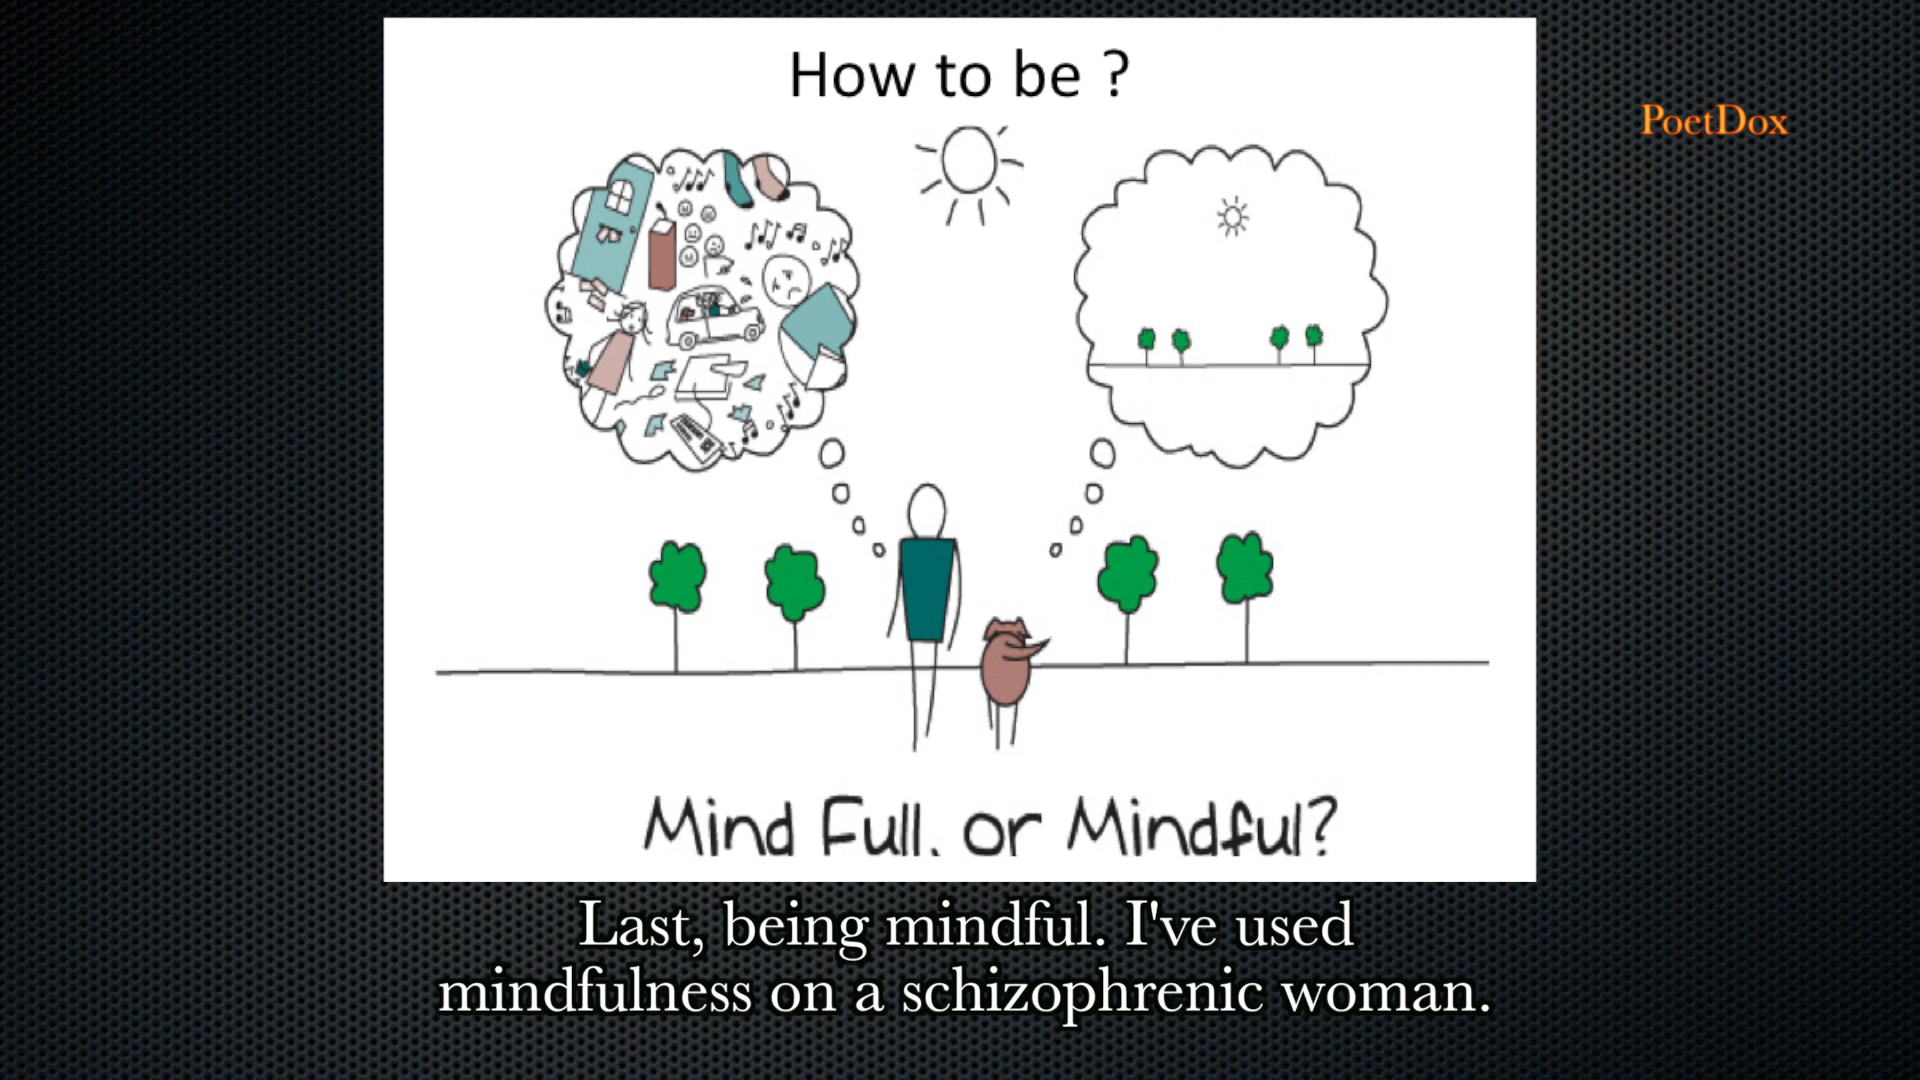 How to be ?
PoetDox
Mind Full, or Mindful?
Last, being mindful. I've used
mindfulness on a schizophrenic woman.